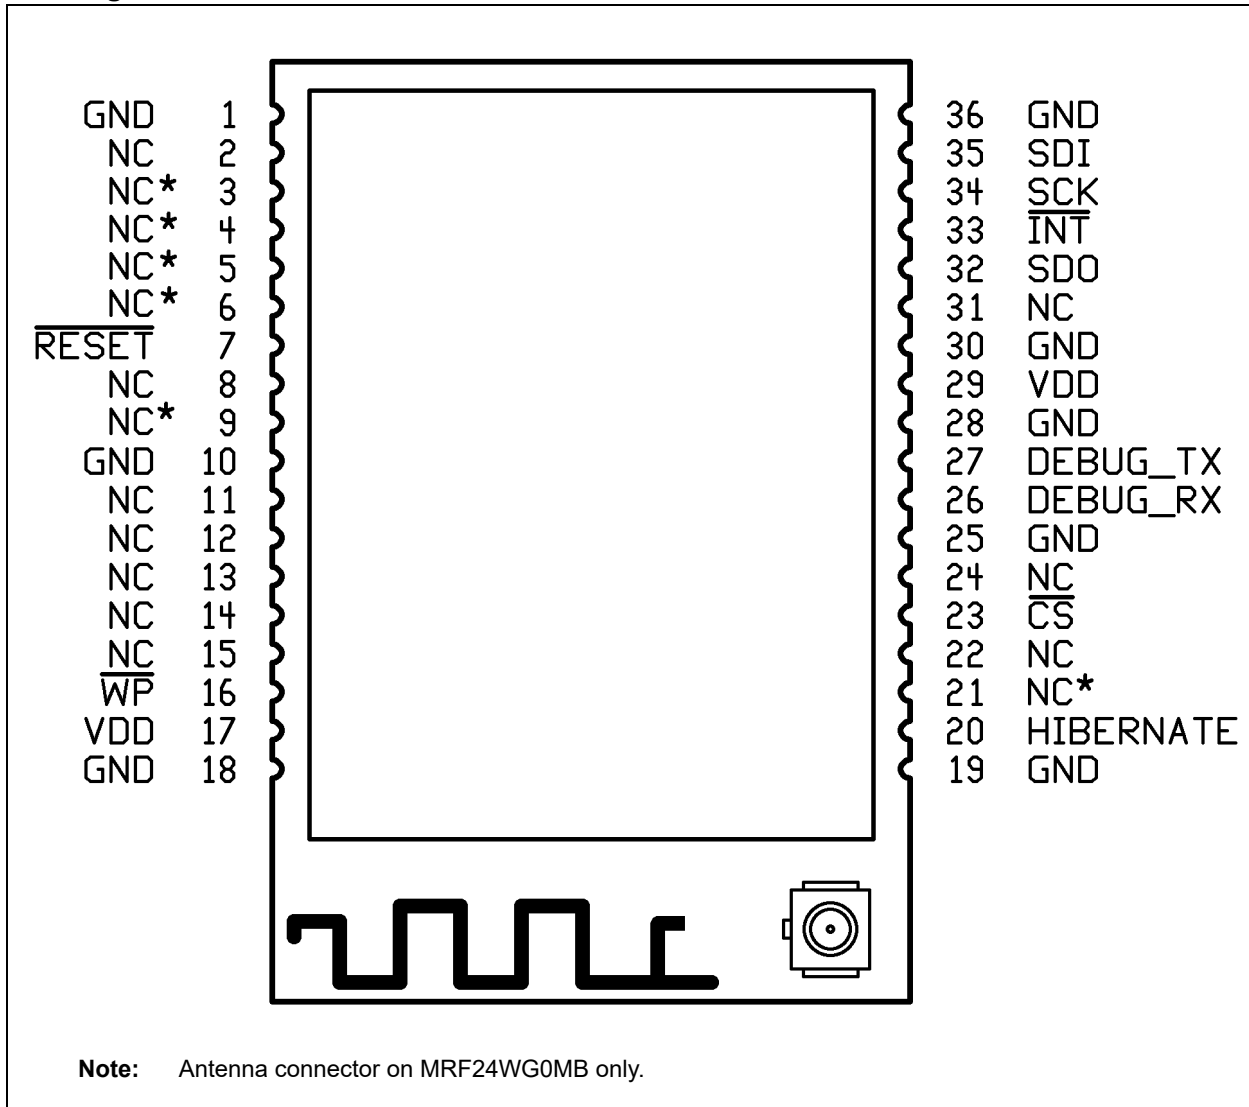 GND 1
NC 2
NC* 3
NC* 4
NC* 5
NC* 6
RESET 7
NC 8
NC* 9
GND 10
NC 11
NC 12
NC 13
NC 14
NC 15
WP 16
VDD 17
GND 18
36 GND
35 SDI
34 SCK
33 INT
32 SDO
31 NC
30 GND
29 VDD
28 GND
27 DEBUG_TX
26 DEBUG_RX
25 GND
24 NC
23 CS
22 NC
21 NC*
20 HIBERNATE
19 GND
Note: Antenna connector on MRF24WG0MB only.